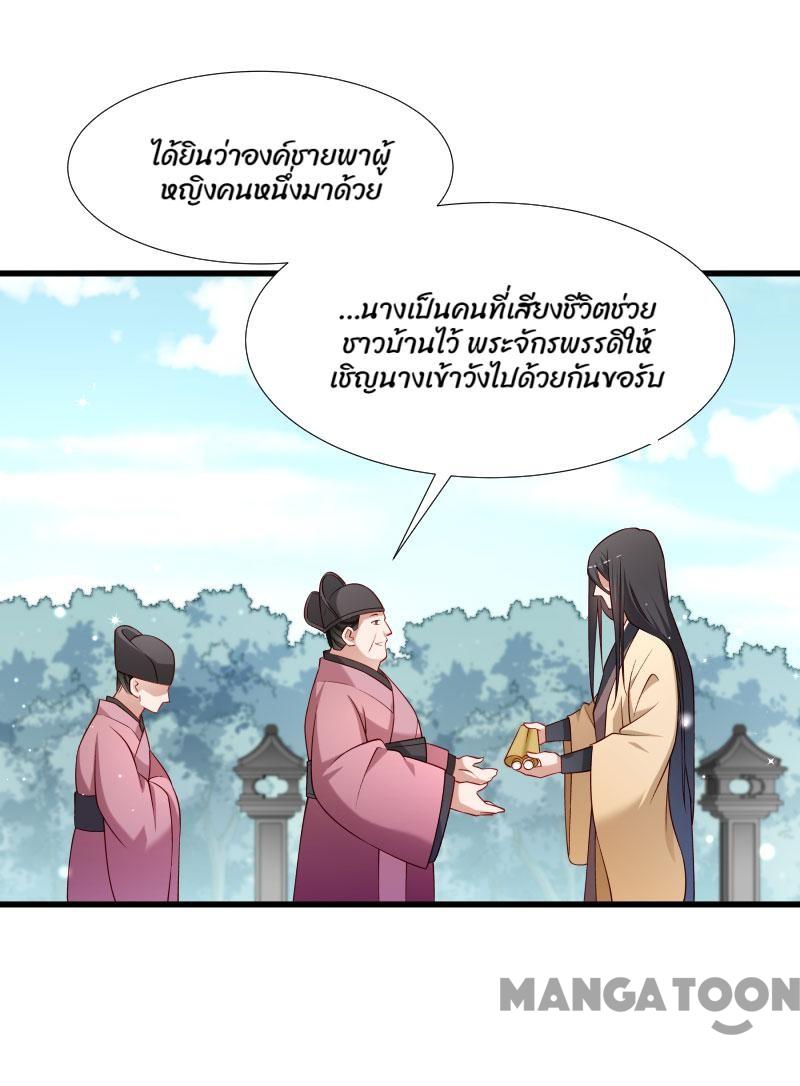 ได้ยินว่าองค์ชายพาผู้
หญิงคนหนึ่งมาด้วย
...นางเป็นคนที่เสี่ยงชีวิตช่วย
ชาวบ้านไว้ พระจักรพรรดิให้
เชิญนางเข้าวังไปด้วยกันขอรับ
MANGATOON